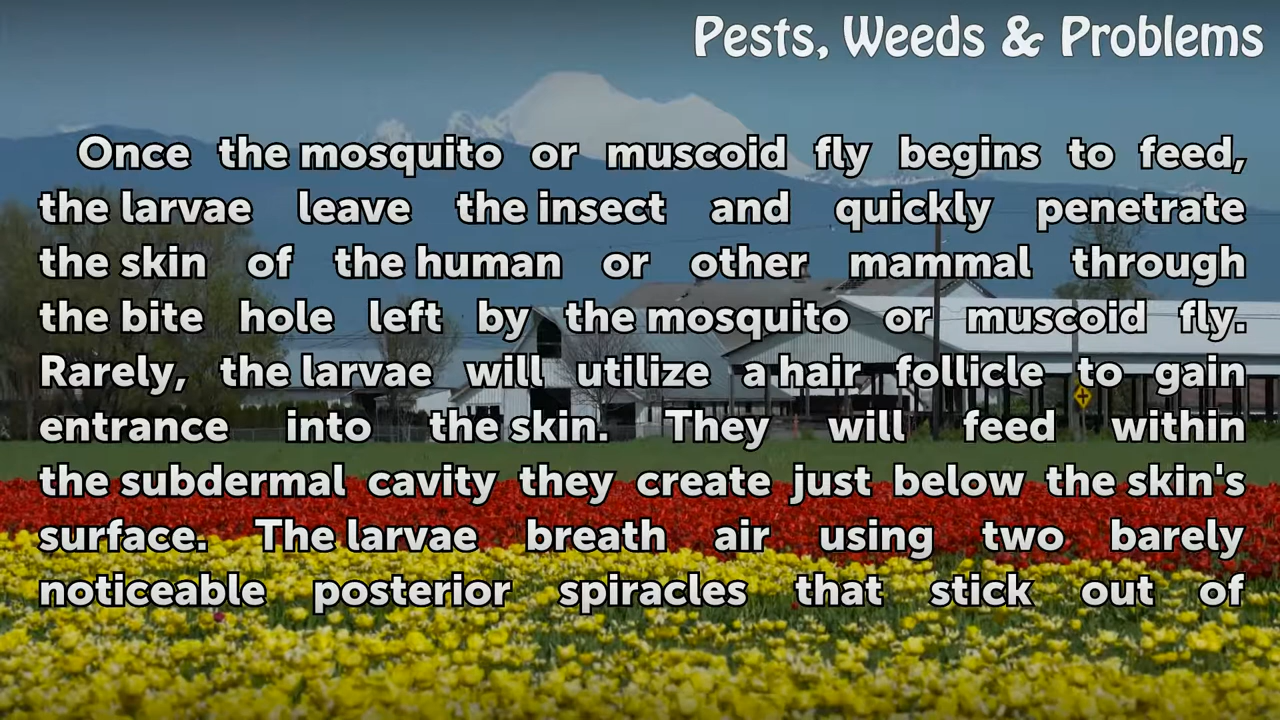 Pests, Weeds & Problems
Once the mosquito or muscoid fly begins to feed,
the larvae leave the insect and quickly penetrate
the skin of the human or other mammal through
the bite hole left by the mosquito or muscoid fly.
Rarely, the larvae will utilize a hair follicle to gain
entrance into the skin. They will feed within
the subdermal cavity they create just below the skin's
surface. The larvae breath air using two barely
noticeable posterior spiracles that stick out of